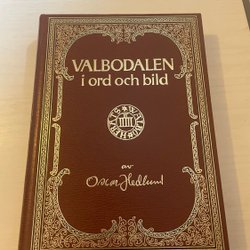 VALBODALEN
i ord och bild
av
Oscar Hedlund